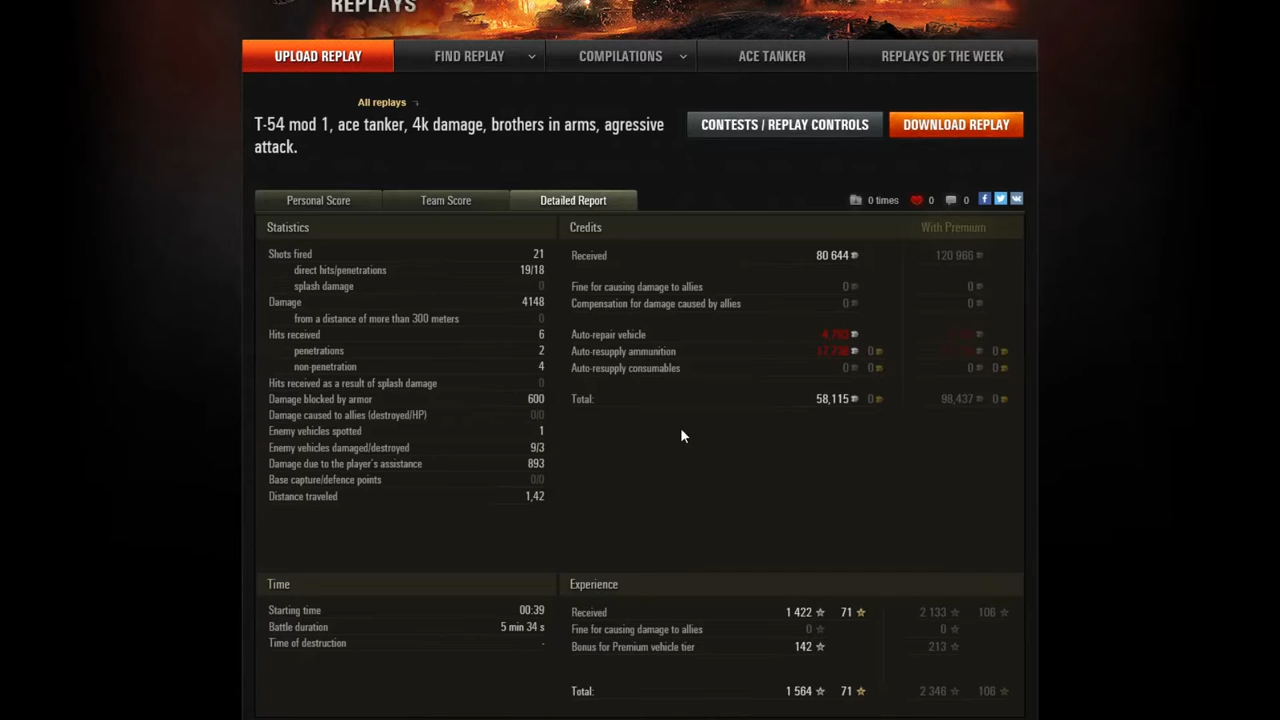 REPLAYS
UPLOAD REPLAY FIND REPLAY COMPILATIONS ACE TANKER REPLAYS OF THE WEEK
All replays
T-54 mod 1, ace tanker, 4k damage, brothers in arms, agressive attack.
CONTESTS / REPLAY CONTROLS DOWNLOAD REPLAY
Personal Score Team Score Detailed Report 0 times 0 0
Statistics
Shots fired 21
direct hits/penetrations 19/18
splash damage 0
Damage 4148
from a distance of more than 300 meters 0
Hits received 6
penetrations 2
non-penetration 4
Hits received as a result of splash damage 0
Damage blocked by armor 600
Damage caused to allies (destroyed/HP) 0/0
Enemy vehicles spotted 1
Enemy vehicles damaged/destroyed 9/3
Damage due to the player's assistance 893
Base capture/defence points 0/0
Distance traveled 1,42
Credits With Premium
Received 80 644 120 966
Fine for causing damage to allies 0 0
Compensation for damage caused by allies 0 0
Auto-repair vehicle
Auto-resupply ammunition 0 0
Auto-resupply consumables 0 0 0 0
Total: 58,115 0 98,437 0
Time
Starting time 00:39
Battle duration 5 min 34 s
Time of destruction -
Experience
Received 1 422 71 2 133 106
Fine for causing damage to allies 0 0
Bonus for Premium vehicle tier 142 213
Total: 1 564 71 2 346 106